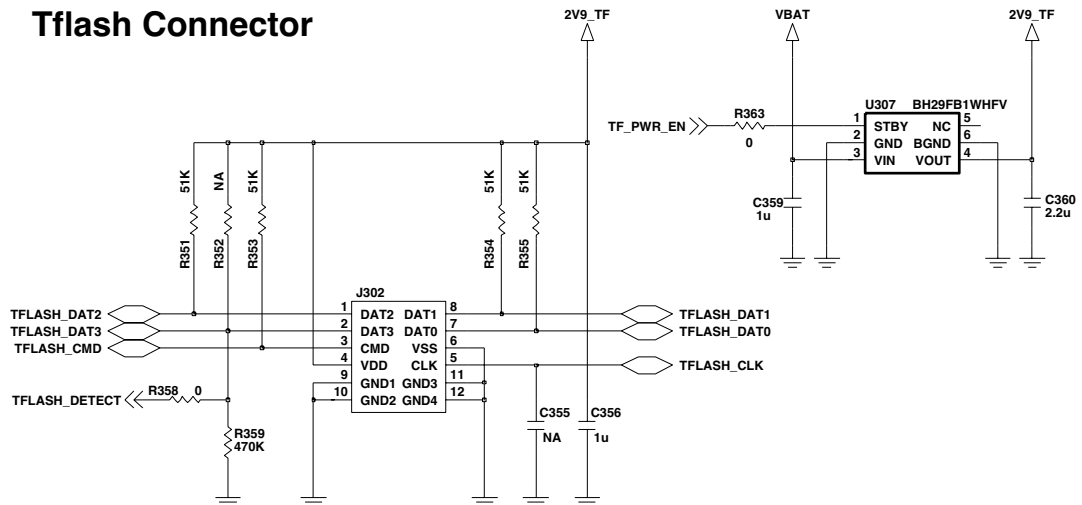 Tflash Connector
2V9_TF
VBAT
2V9_TF
TF_PWR_EN
R363
0
U307
BH29FB1WHFV
1 STBY NC 5
2 GND BGND 6
3 VIN VOUT 4
C359
1u
C360
2.2u
51K
NA
51K
51K
51K
R351
R352
R353
R354
R355
J302
TFLASH_DAT2
1 DAT2 DAT1 8
TFLASH_DAT1
TFLASH_DAT3
2 DAT3 DAT0 7
TFLASH_DAT0
TFLASH_CMD
3 CMD VSS 6
4 VDD CLK 5
TFLASH_CLK
9 GND1 GND3 11
10 GND2 GND4 12
TFLASH_DETECT
R358 0
R359
470K
C355
NA
C356
1u